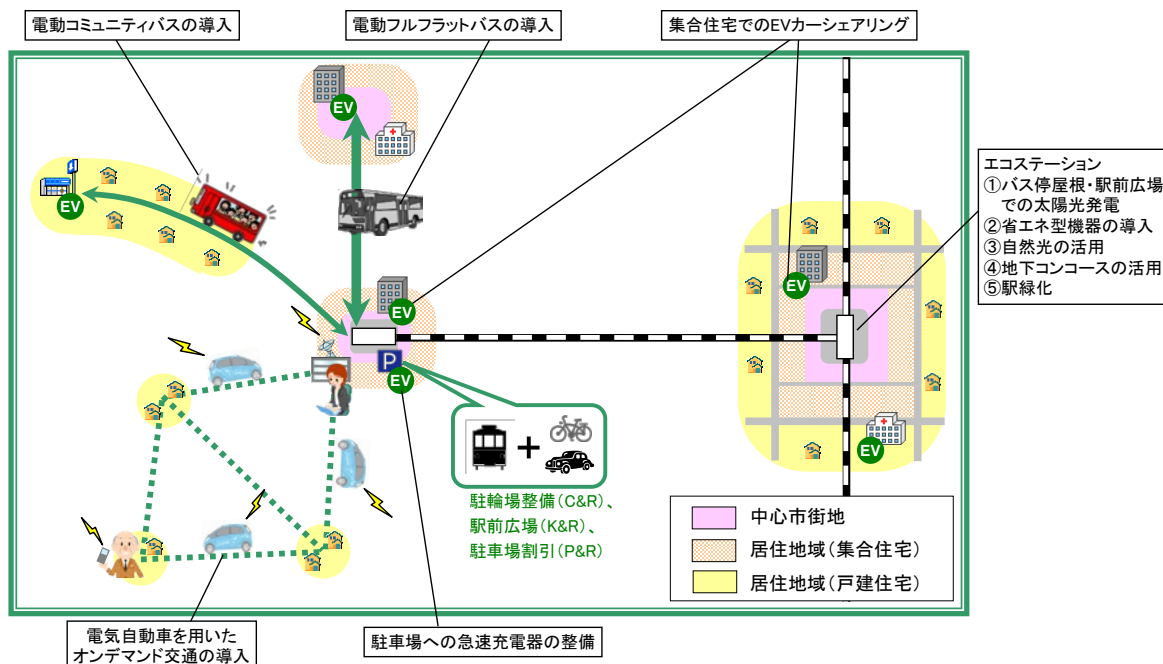 電動コミュニティバスの導入
電動フルフラットバスの導入
集合住宅でのEVカーシェアリング
EV
EV
EV
EV
EV
EV
エコステーション
①バス停屋根・駅前広場
での太陽光発電
②省エネ型機器の導入
③自然光の活用
④地下コンコースの活用
⑤駅緑化
P
+
駐輪場整備(C&R)、
駅前広場(K&R)、
駐車場割引(P&R)
中心市街地
居住地域(集合住宅)
居住地域(戸建住宅)
電気自動車を用いた
オンデマンド交通の導入
駐車場への急速充電器の整備